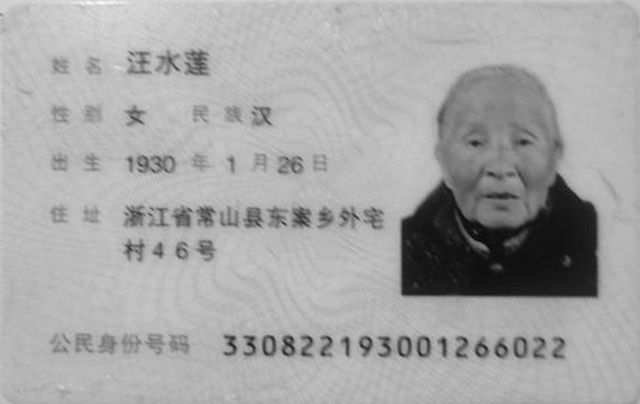 姓名 汪水莲
性别 女 民族 汉
出生 1930 年 1 月 26 日
住址 浙江省常山县东案乡外宅
村46号
公民身份号码 330822193001266022